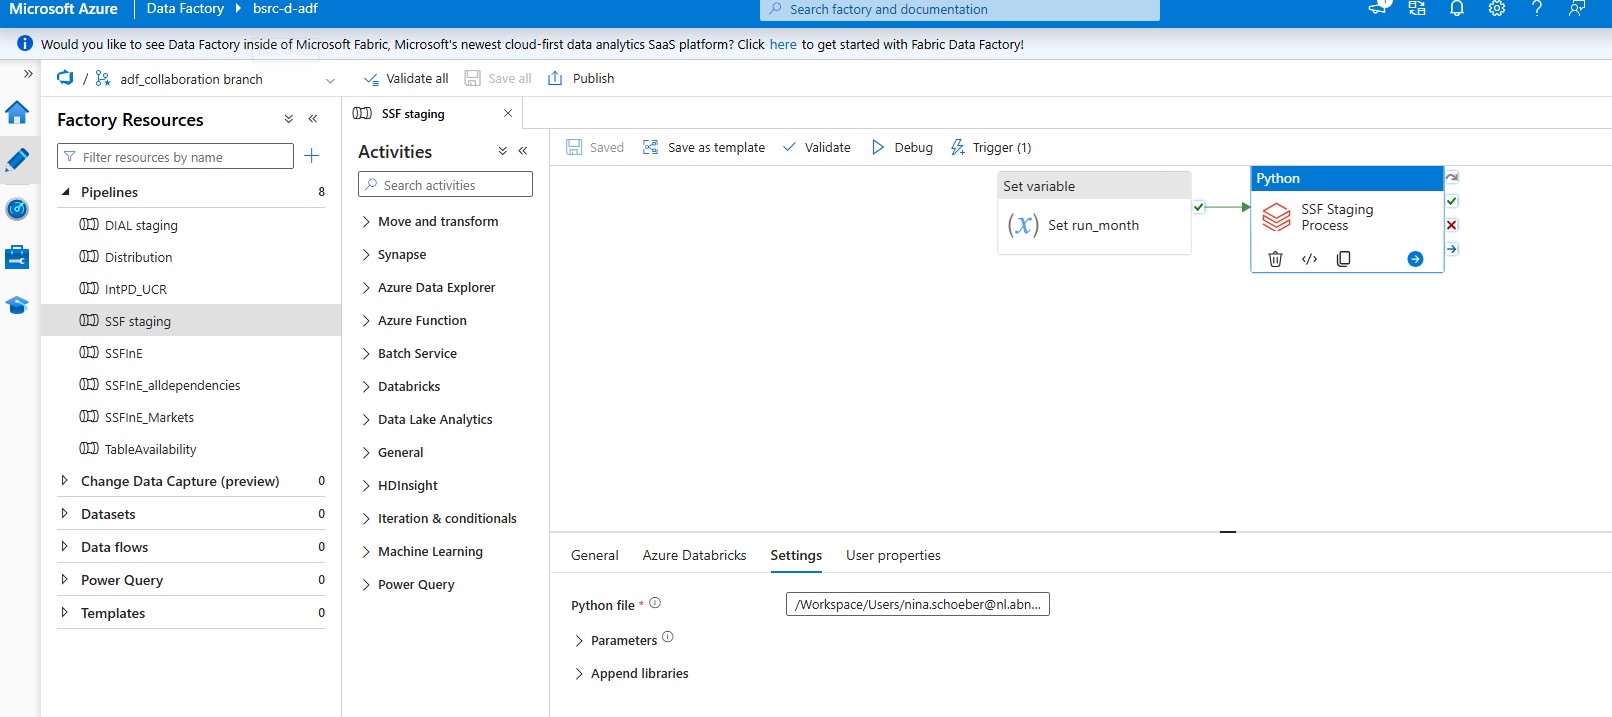 Microsoft Azure Data Factory bsrc-d-adf Search factory and documentation
1
Would you like to see Data Factory inside of Microsoft Fabric, Microsoft's newest cloud-first data analytics SaaS platform? Click here to get started with Fabric Data Factory!
/ adf_collaboration branch Validate all Save all Publish
Factory Resources
Filter resources by name
Pipelines 8
DIAL staging
Distribution
IntPD_UCR
SSF staging
SSFInE
SSFInE_alldependencies
SSFInE_Markets
TableAvailability
Change Data Capture (preview) 0
Datasets 0
Data flows 0
Power Query 0
Templates 0
SSF staging
Activities
Search activities
Move and transform
Synapse
Azure Data Explorer
Azure Function
Batch Service
Databricks
Data Lake Analytics
General
HDInsight
Iteration & conditionals
Machine Learning
Power Query
Saved Save as template Validate Debug Trigger (1)
Set variable
(x) Set run_month
Python
SSF Staging
Process
General Azure Databricks Settings User properties
Python file * /Workspace/Users/nina.schoeber@nl.abn...
Parameters
Append libraries